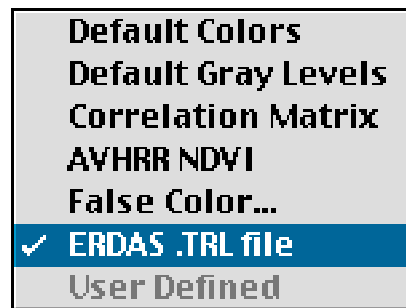 Default Colors
Default Gray Levels
Correlation Matrix
AVHRR NDVI
False Color...
✓ ERDAS .TRL file
User Defined